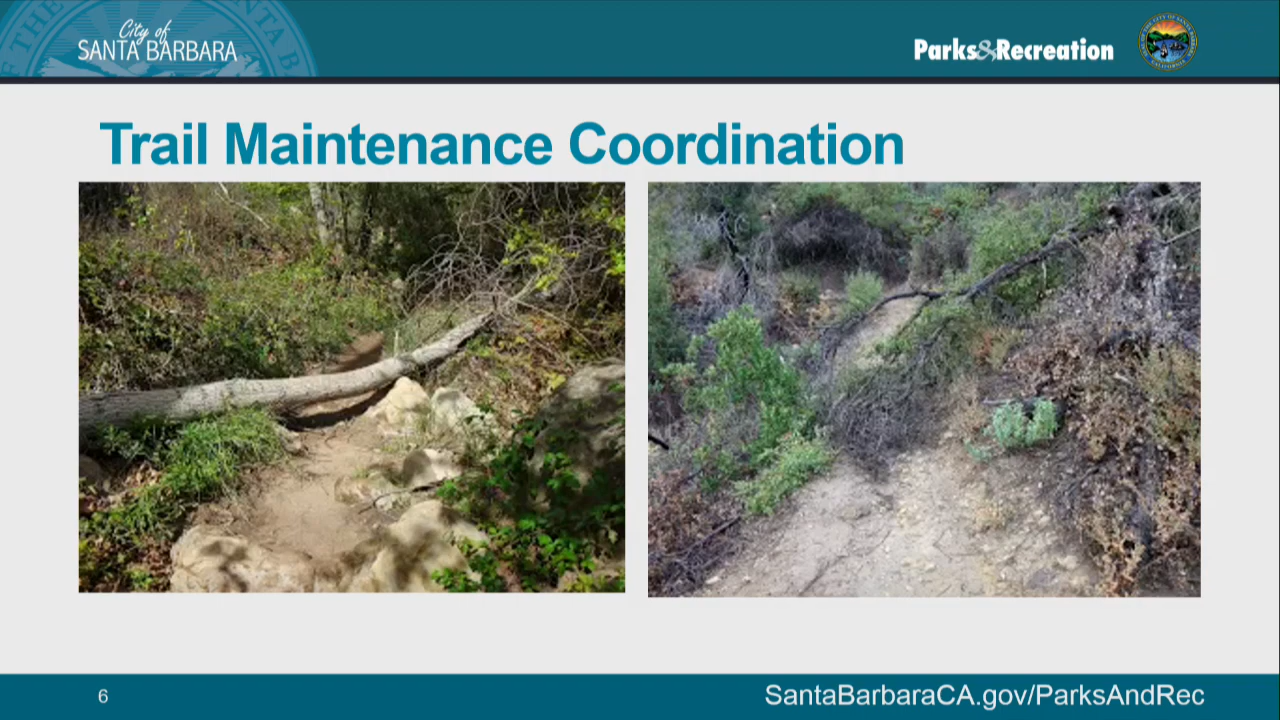 City of
SANTA BARBARA
Parks&Recreation
Trail Maintenance Coordination
6
SantaBarbaraCA.gov/ParksAndRec